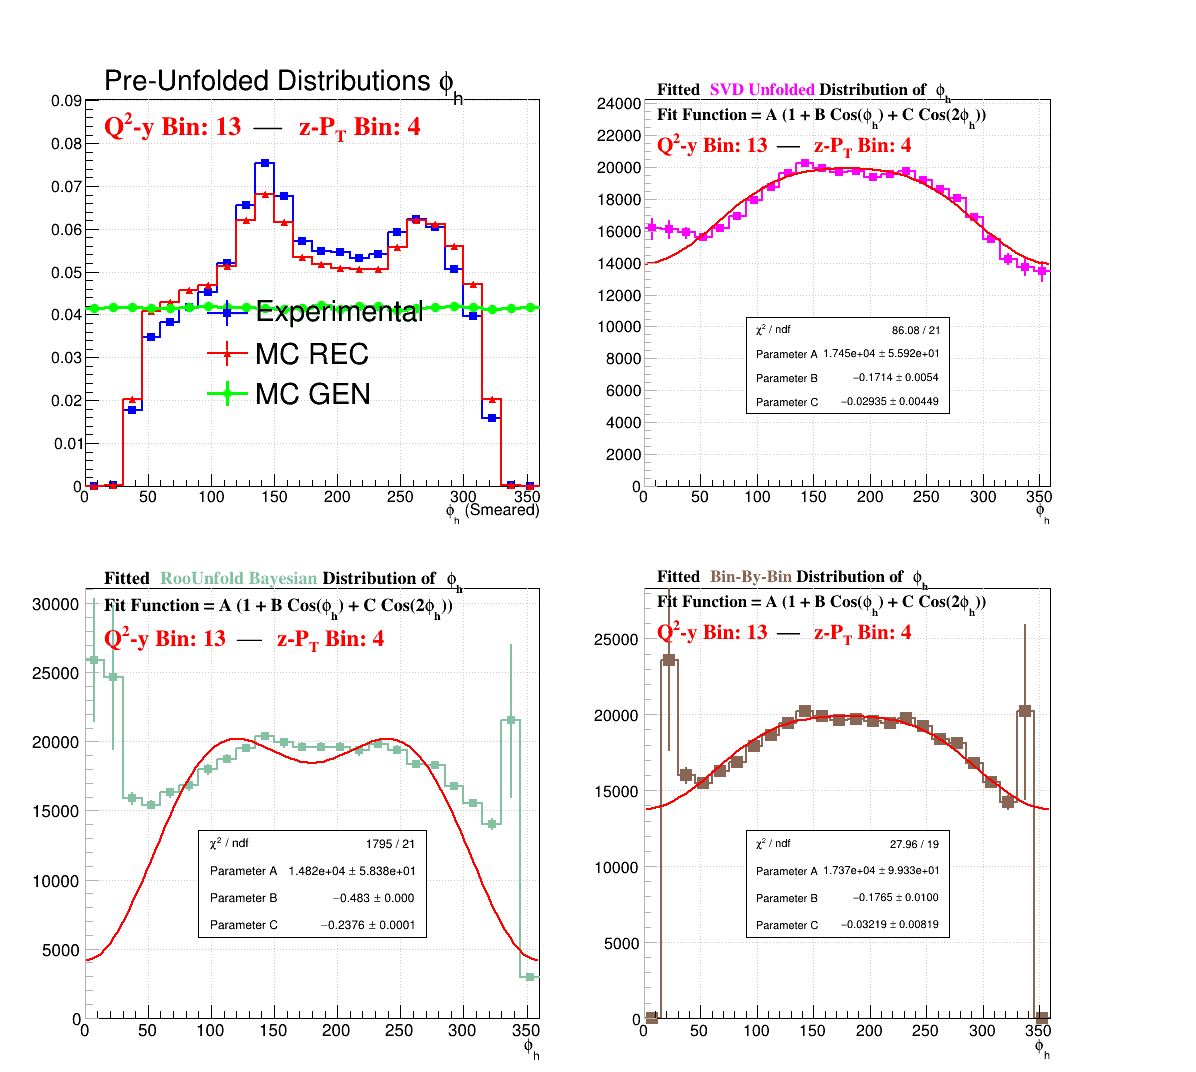 Pre-Unfolded Distributions ϕh
Q2-y Bin: 13 — z-PT Bin: 4
0.09
0.08
0.07
0.06
0.05
0.04
0.03
0.02
0.01
0
Experimental
MC REC
MC GEN
0 50 100 150 200 250 300 350
ϕh (Smeared)
Fitted SVD Unfolded Distribution of ϕh
Fit Function = A (1 + B Cos(ϕh) + C Cos(2ϕh))
Q2-y Bin: 13 — z-PT Bin: 4
24000
22000
20000
18000
16000
14000
12000
10000
8000
6000
4000
2000
0
χ2 / ndf 86.08 / 21
Parameter A 1.745e+04 ± 5.592e+01
Parameter B −0.1714 ± 0.0054
Parameter C −0.02935 ± 0.00449
0 50 100 150 200 250 300 350
ϕh
Fitted RooUnfold Bayesian Distribution of ϕh
Fit Function = A (1 + B Cos(ϕh) + C Cos(2ϕh))
Q2-y Bin: 13 — z-PT Bin: 4
30000
25000
20000
15000
10000
5000
0
χ2 / ndf 1795 / 21
Parameter A 1.482e+04 ± 5.838e+01
Parameter B −0.483 ± 0.000
Parameter C −0.2376 ± 0.0001
0 50 100 150 200 250 300 350
ϕh
Fitted Bin-By-Bin Distribution of ϕh
Fit Function = A (1 + B Cos(ϕh) + C Cos(2ϕh))
Q2-y Bin: 13 — z-PT Bin: 4
25000
20000
15000
10000
5000
0
χ2 / ndf 27.96 / 19
Parameter A 1.737e+04 ± 9.933e+01
Parameter B −0.1765 ± 0.0100
Parameter C −0.03219 ± 0.00819
0 50 100 150 200 250 300 350
ϕh